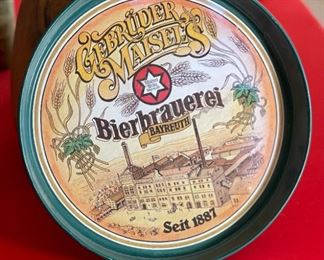 GEBRÜDER
MAISEL'S
Bierbrauerei
BAYREUTH
Seit 1887